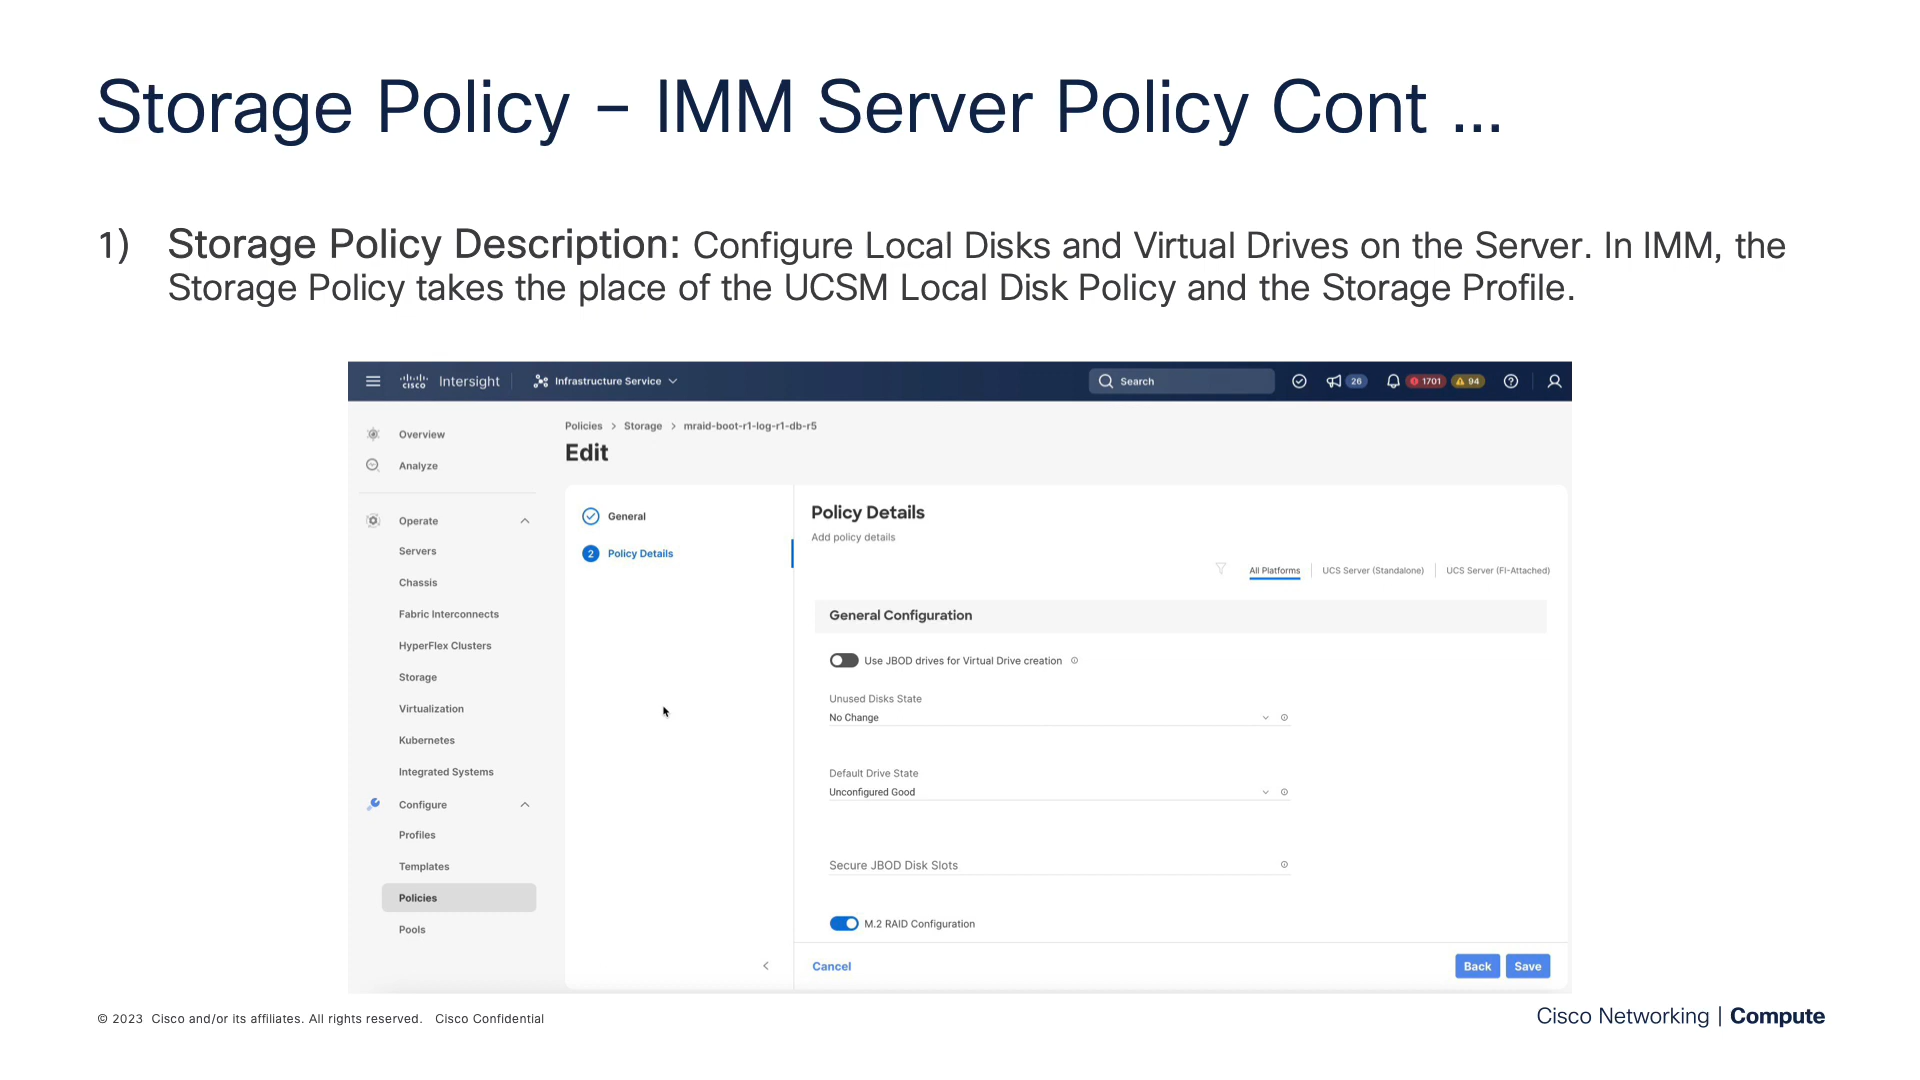 Storage Policy – IMM Server Policy Cont ...
1) Storage Policy Description: Configure Local Disks and Virtual Drives on the Server. In IMM, the
Storage Policy takes the place of the UCSM Local Disk Policy and the Storage Profile.
cisco Intersight
Infrastructure Service
Search
26
1701
94
Overview
Analyze
Operate
Servers
Chassis
Fabric Interconnects
HyperFlex Clusters
Storage
Virtualization
Kubernetes
Integrated Systems
Configure
Profiles
Templates
Policies
Pools
Policies > Storage > mraid-boot-r1-log-r1-db-r5
Edit
General
2 Policy Details
Policy Details
Add policy details
All Platforms | UCS Server (Standalone) | UCS Server (FI-Attached)
General Configuration
Use JBOD drives for Virtual Drive creation
Unused Disks State
No Change
Default Drive State
Unconfigured Good
Secure JBOD Disk Slots
M.2 RAID Configuration
Cancel
Back
Save
© 2023 Cisco and/or its affiliates. All rights reserved. Cisco Confidential
Cisco Networking | Compute